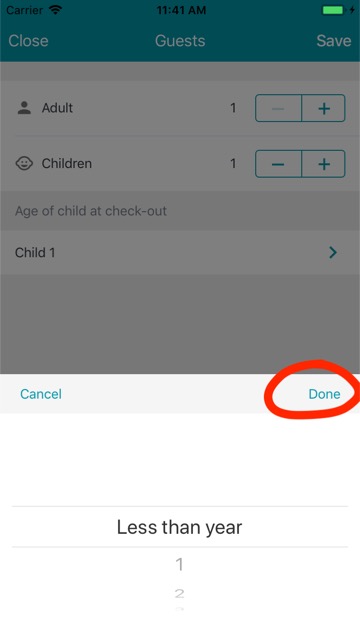 Carrier 11:41 AM
Close Guests Save
Adult 1 − +
Children 1 − +
Age of child at check-out
Child 1
Cancel Done
Less than year
1
2